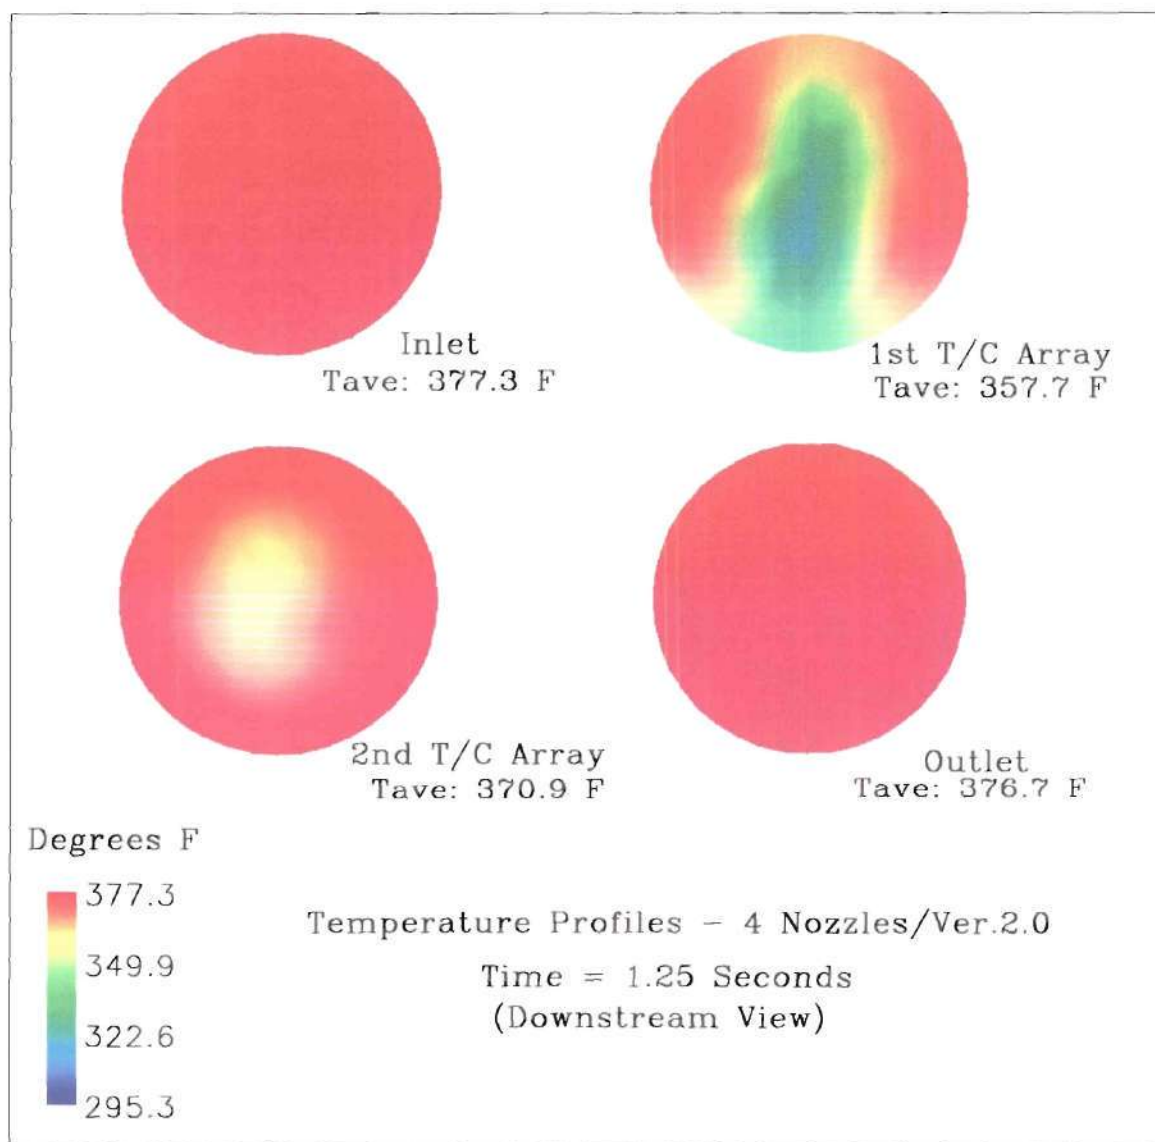 Inlet
Tave: 377.3 F
1st T/C Array
Tave: 357.7 F
2nd T/C Array
Tave: 370.9 F
Outlet
Tave: 376.7 F
Degrees F
377.3
349.9
322.6
295.3
Temperature Profiles - 4 Nozzles/Ver.2.0
Time = 1.25 Seconds
(Downstream View)